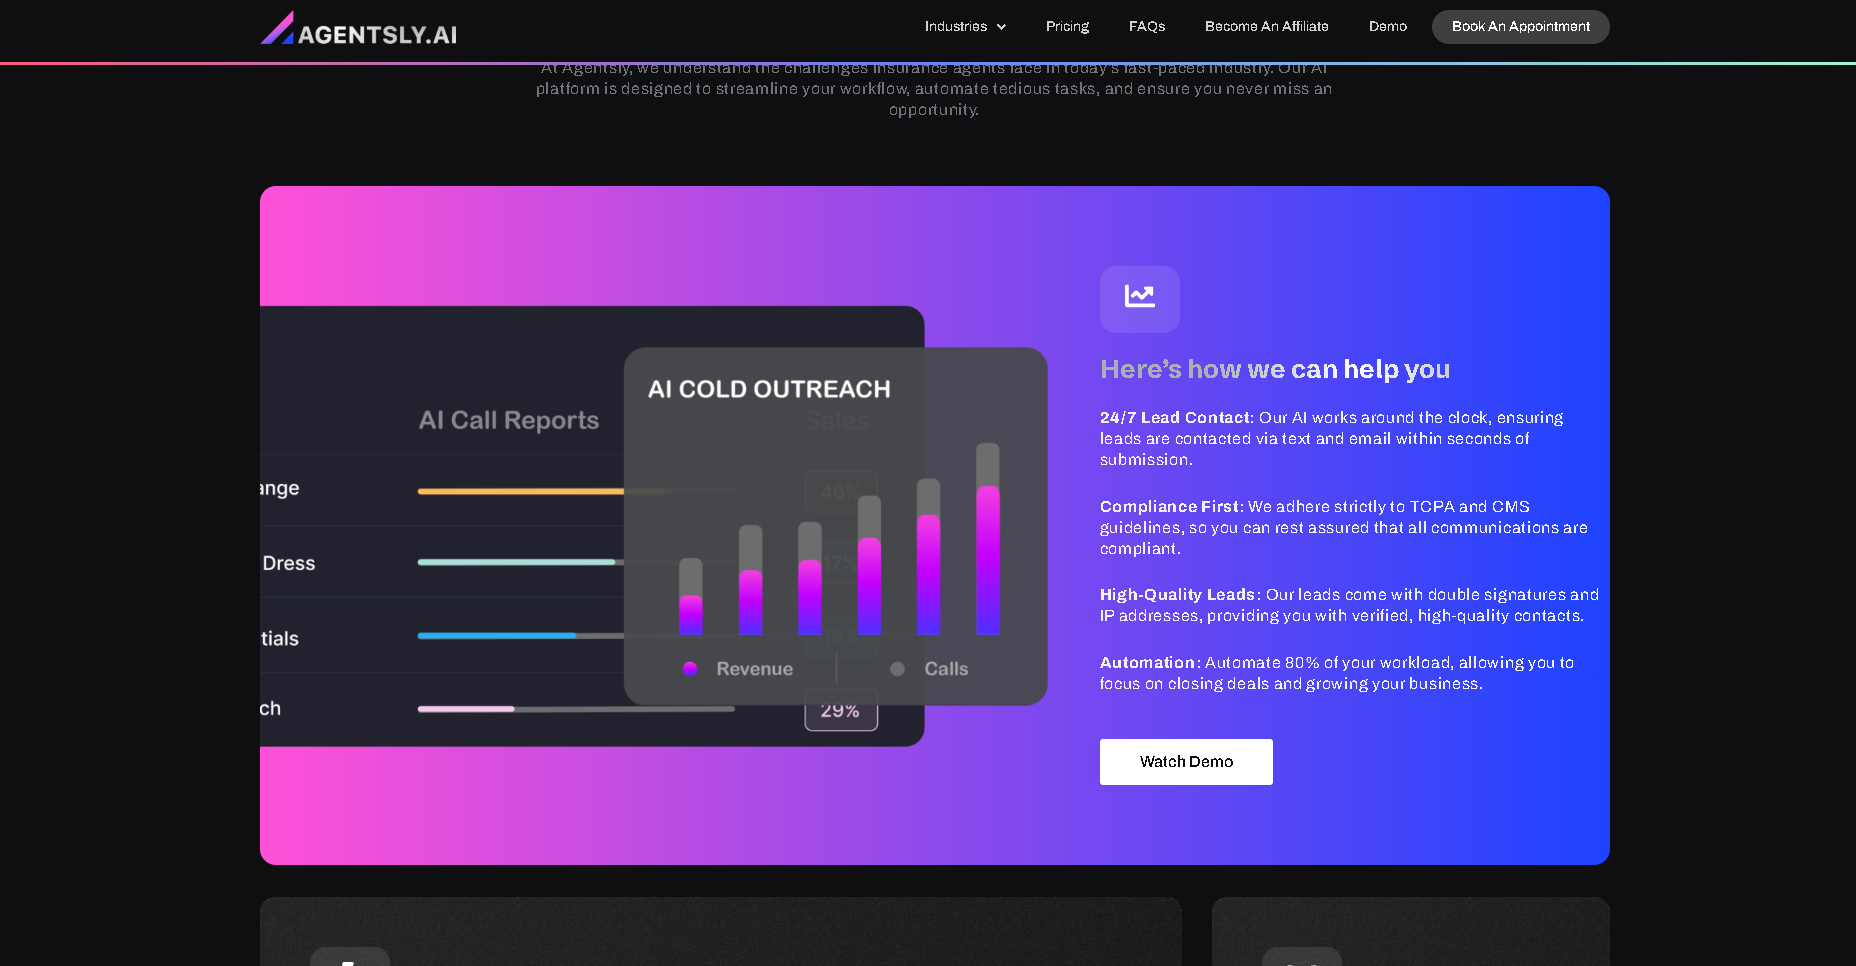 AGENTSLY.AI
Industries
Pricing
FAQs
Become An Affiliate
Demo
Book An Appointment
At Agentsly, we understand the challenges insurance agents face in today's fast-paced industry. Our AI
platform is designed to streamline your workflow, automate tedious tasks, and ensure you never miss an
opportunity.
AI Call Reports
Sales
ange
46%
Dress
17%
tials
19%
ch
29%
AI COLD OUTREACH
Revenue
Calls
Here’s how we can help you
24/7 Lead Contact: Our AI works around the clock, ensuring
leads are contacted via text and email within seconds of
submission.
Compliance First: We adhere strictly to TCPA and CMS
guidelines, so you can rest assured that all communications are
compliant.
High-Quality Leads: Our leads come with double signatures and
IP addresses, providing you with verified, high-quality contacts.
Automation: Automate 80% of your workload, allowing you to
focus on closing deals and growing your business.
Watch Demo